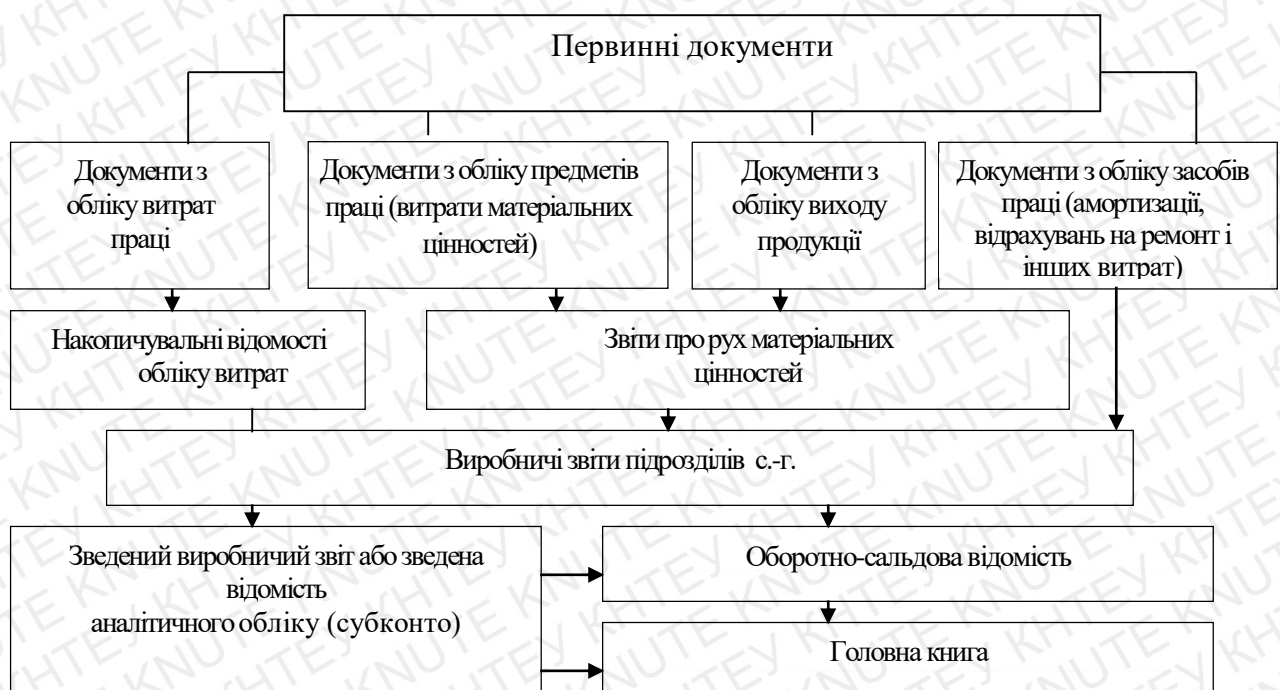 Первинні документи
Документи з
обліку витрат
праці
Документи з обліку предметів
праці (витрати матеріальних
цінностей)
Документи з
обліку виходу
продукції
Документи з обліку засобів
праці (амортизації,
відрахувань на ремонт і
інших витрат)
Накопичувальні відомості
обліку витрат
Звіти про рух матеріальних
цінностей
Виробничі звіти підрозділів с.-г.
Зведений виробничий звіт або зведена
відомість
аналітичного обліку (субконто)
Оборотно-сальдова відомість
Головна книга